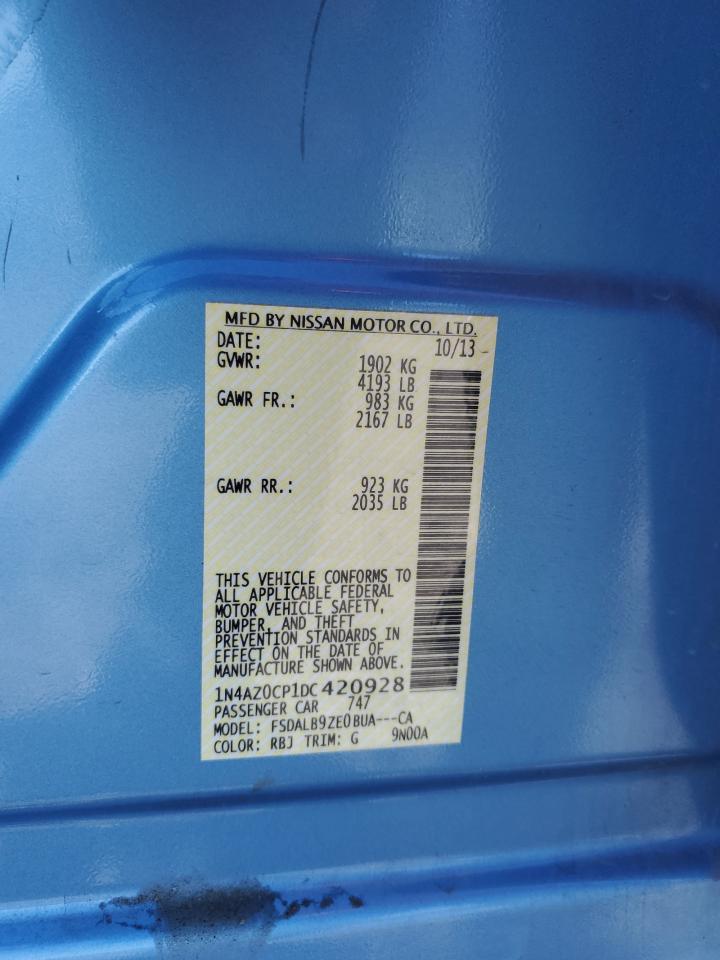 MFD BY NISSAN MOTOR CO., LTD.
DATE: 10/13
GVWR: 1902 KG
4193 LB
GAWR FR.: 983 KG
2167 LB
GAWR RR.: 923 KG
2035 LB
THIS VEHICLE CONFORMS TO
ALL APPLICABLE FEDERAL
MOTOR VEHICLE SAFETY,
BUMPER, AND THEFT
PREVENTION STANDARDS IN
EFFECT ON THE DATE OF
MANUFACTURE SHOWN ABOVE.
1N4AZ0CP1DC420928
PASSENGER CAR 747
MODEL: FSDALB9ZE0BUA---CA
COLOR: RBJ TRIM: G 9N00A